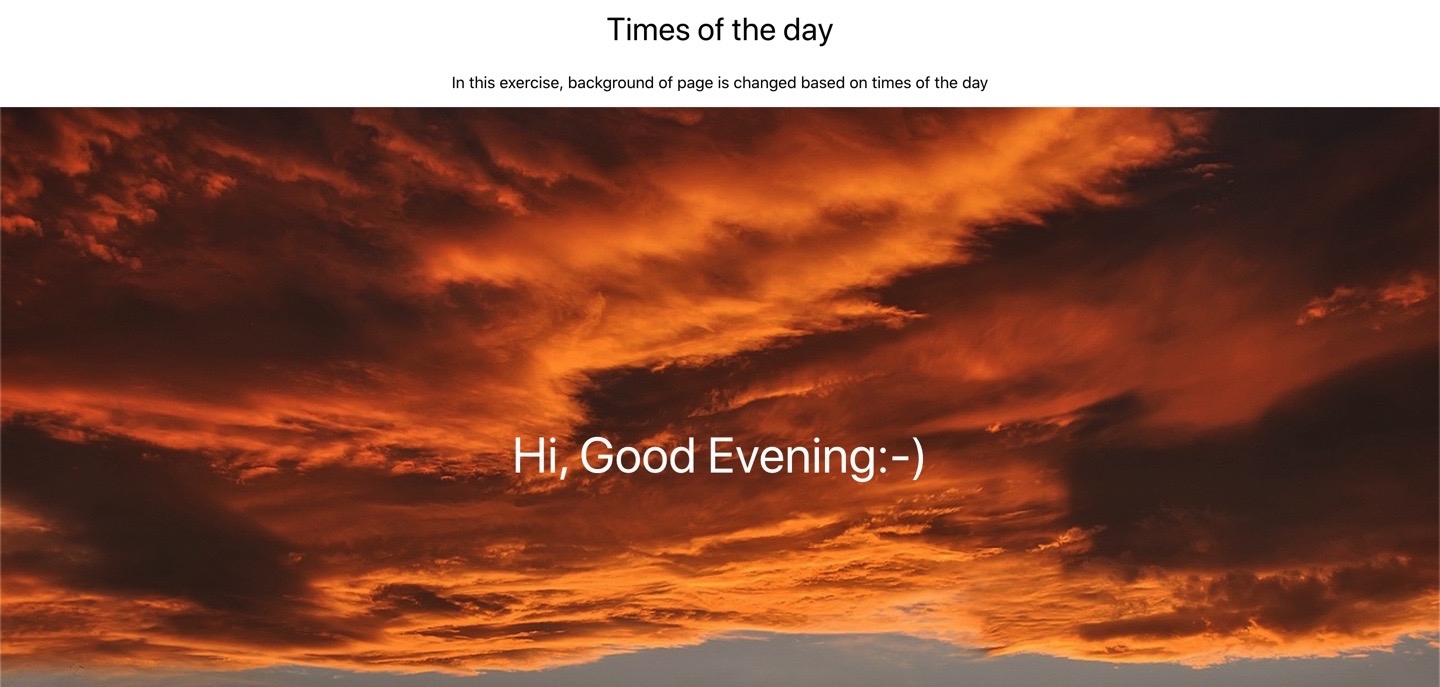 Times of the day
In this exercise, background of page is changed based on times of the day
Hi, Good Evening:-)